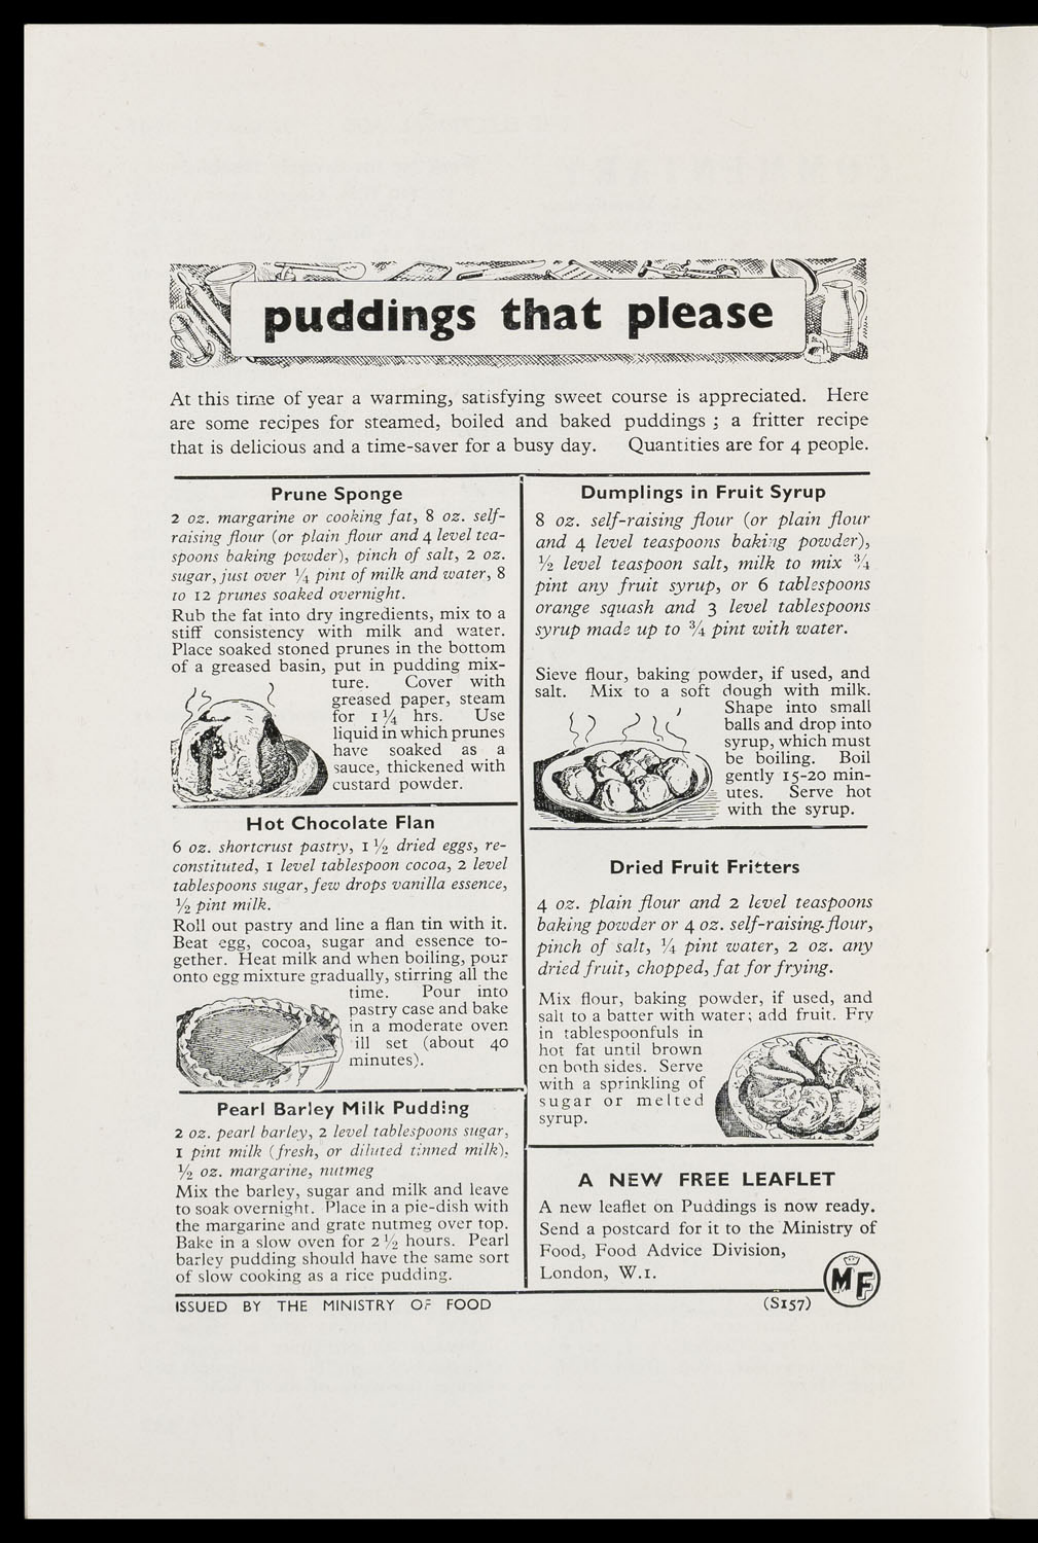 puddings that please
At this time of year a warming, satisfying sweet course is appreciated. Here
are some recipes for steamed, boiled and baked puddings ; a fritter recipe
that is delicious and a time-saver for a busy day. Quantities are for 4 people.
Prune Sponge
2 oz. margarine or cooking fat, 8 oz. self-
raising flour (or plain flour and 4 level tea-
spoons baking powder), pinch of salt, 2 oz.
sugar, just over ¼ pint of milk and water, 8
to 12 prunes soaked overnight.
Rub the fat into dry ingredients, mix to a
stiff consistency with milk and water.
Place soaked stoned prunes in the bottom
of a greased basin, put in pudding mix-
ture. Cover with
greased paper, steam
for 1¼ hrs. Use
liquid in which prunes
have soaked as a
sauce, thickened with
custard powder.
Hot Chocolate Flan
6 oz. shortcrust pastry, 1½ dried eggs, re-
constituted, 1 level tablespoon cocoa, 2 level
tablespoons sugar, few drops vanilla essence,
½ pint milk.
Roll out pastry and line a flan tin with it.
Beat egg, cocoa, sugar and essence to-
gether. Heat milk and when boiling, pour
onto egg mixture gradually, stirring all the
time. Pour into
pastry case and bake
in a moderate oven
ill set (about 40
minutes).
Pearl Barley Milk Pudding
2 oz. pearl barley, 2 level tablespoons sugar,
1 pint milk (fresh, or diluted tinned milk),
½ oz. margarine, nutmeg
Mix the barley, sugar and milk and leave
to soak overnight. Place in a pie-dish with
the margarine and grate nutmeg over top.
Bake in a slow oven for 2½ hours. Pearl
barley pudding should have the same sort
of slow cooking as a rice pudding.
Dumplings in Fruit Syrup
8 oz. self-raising flour (or plain flour
and 4 level teaspoons baking powder),
½ level teaspoon salt, milk to mix ¾
pint any fruit syrup, or 6 tablespoons
orange squash and 3 level tablespoons
syrup made up to ¾ pint with water.
Sieve flour, baking powder, if used, and
salt. Mix to a soft dough with milk.
Shape into small
balls and drop into
syrup, which must
be boiling. Boil
gently 15-20 min-
utes. Serve hot
with the syrup.
Dried Fruit Fritters
4 oz. plain flour and 2 level teaspoons
baking powder or 4 oz. self-raising flour,
pinch of salt, ¼ pint water, 2 oz. any
dried fruit, chopped, fat for frying.
Mix flour, baking powder, if used, and
salt to a batter with water; add fruit. Fry
in tablespoonfuls in
hot fat until brown
on both sides. Serve
with a sprinkling of
sugar or melted
syrup.
A NEW FREE LEAFLET
A new leaflet on Puddings is now ready.
Send a postcard for it to the Ministry of
Food, Food Advice Division,
London, W.1.
MF
ISSUED BY THE MINISTRY OF FOOD
(S157)